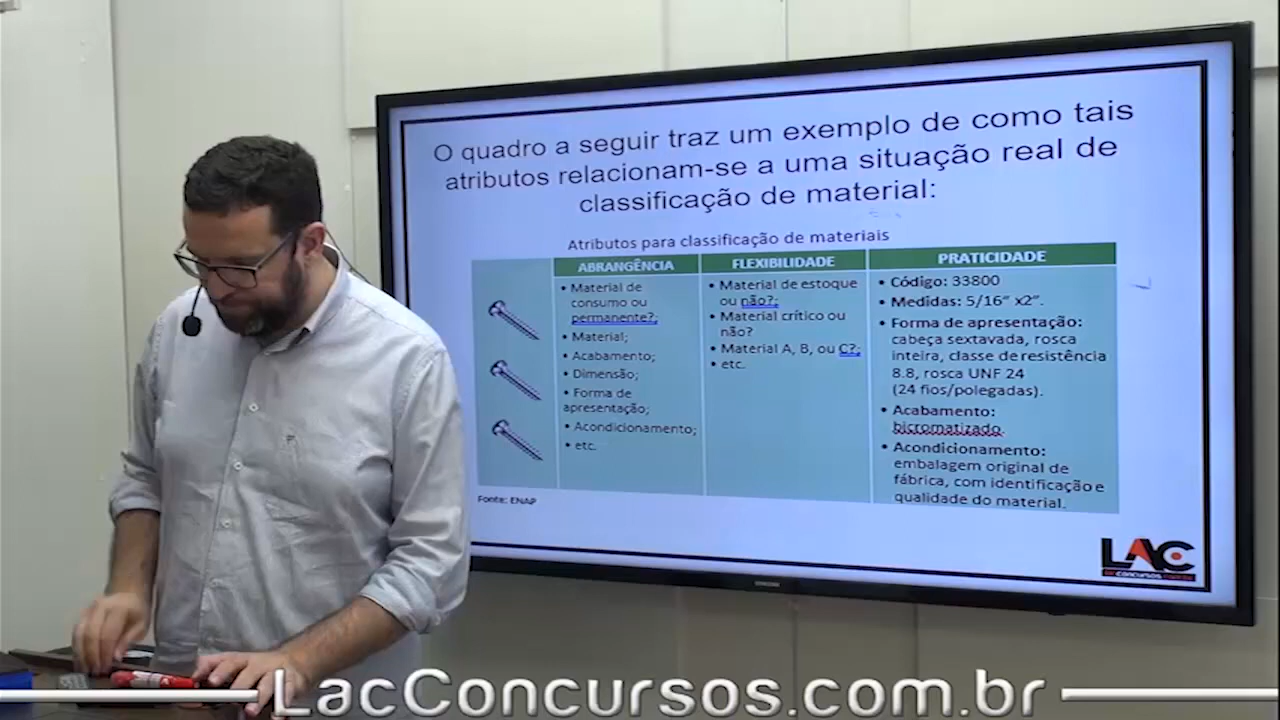 O quadro a seguir traz um exemplo de como tais
atributos relacionam-se a uma situação real de
classificação de material:
Atributos para classificação de materiais
ABRANGÊNCIA
• Material de
consumo ou
permanente?;
• Material;
• Acabamento;
• Dimensão;
• Forma de
apresentação;
• Acondicionamento;
• etc.
FLEXIBILIDADE
• Material de estoque
ou não?;
• Material crítico ou
não?
• Material A, B, ou C?;
• etc.
PRATICIDADE
• Código: 33800
• Medidas: 5/16” x2”.
• Forma de apresentação:
cabeça sextavada, rosca
inteira, classe de resistência
8.8, rosca UNF 24
(24 fios/polegadas).
• Acabamento:
bicromatizado.
• Acondicionamento:
embalagem original de
fábrica, com identificação e
qualidade do material.
Fonte: ENAP
LAC
LacConcursos.com.br